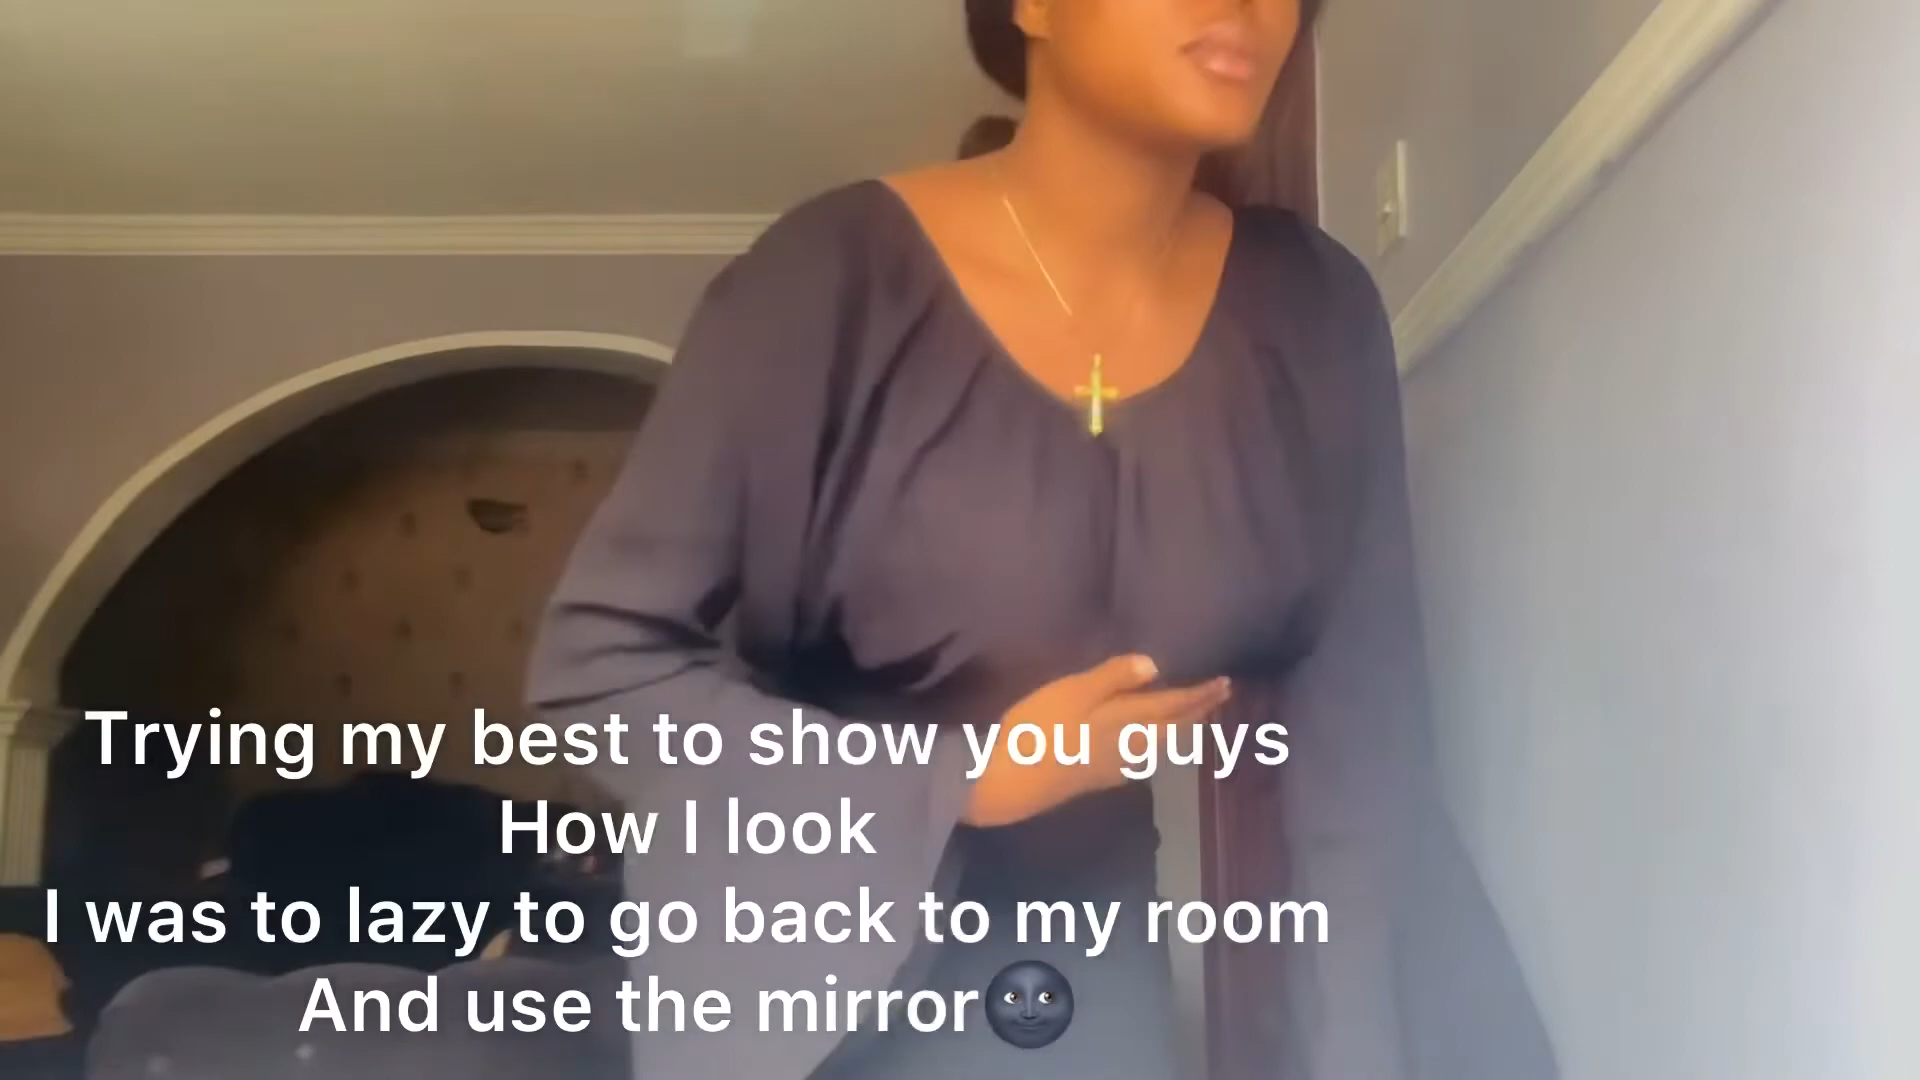 Trying my best to show you guys
How I look
I was to lazy to go back to my room
And use the mirror🌚